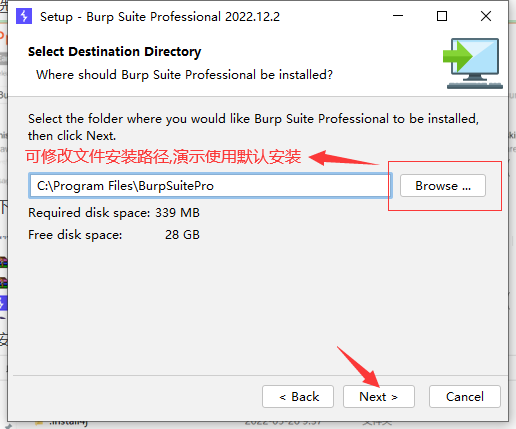 Setup - Burp Suite Professional 2022.12.2
Select Destination Directory
Where should Burp Suite Professional be installed?
Select the folder where you would like Burp Suite Professional to be installed,
then click Next.
可修改文件安装路径,演示使用默认安装
C:\Program Files\BurpSuitePro
Browse ...
Required disk space: 339 MB
Free disk space: 28 GB
< Back
Next >
Cancel